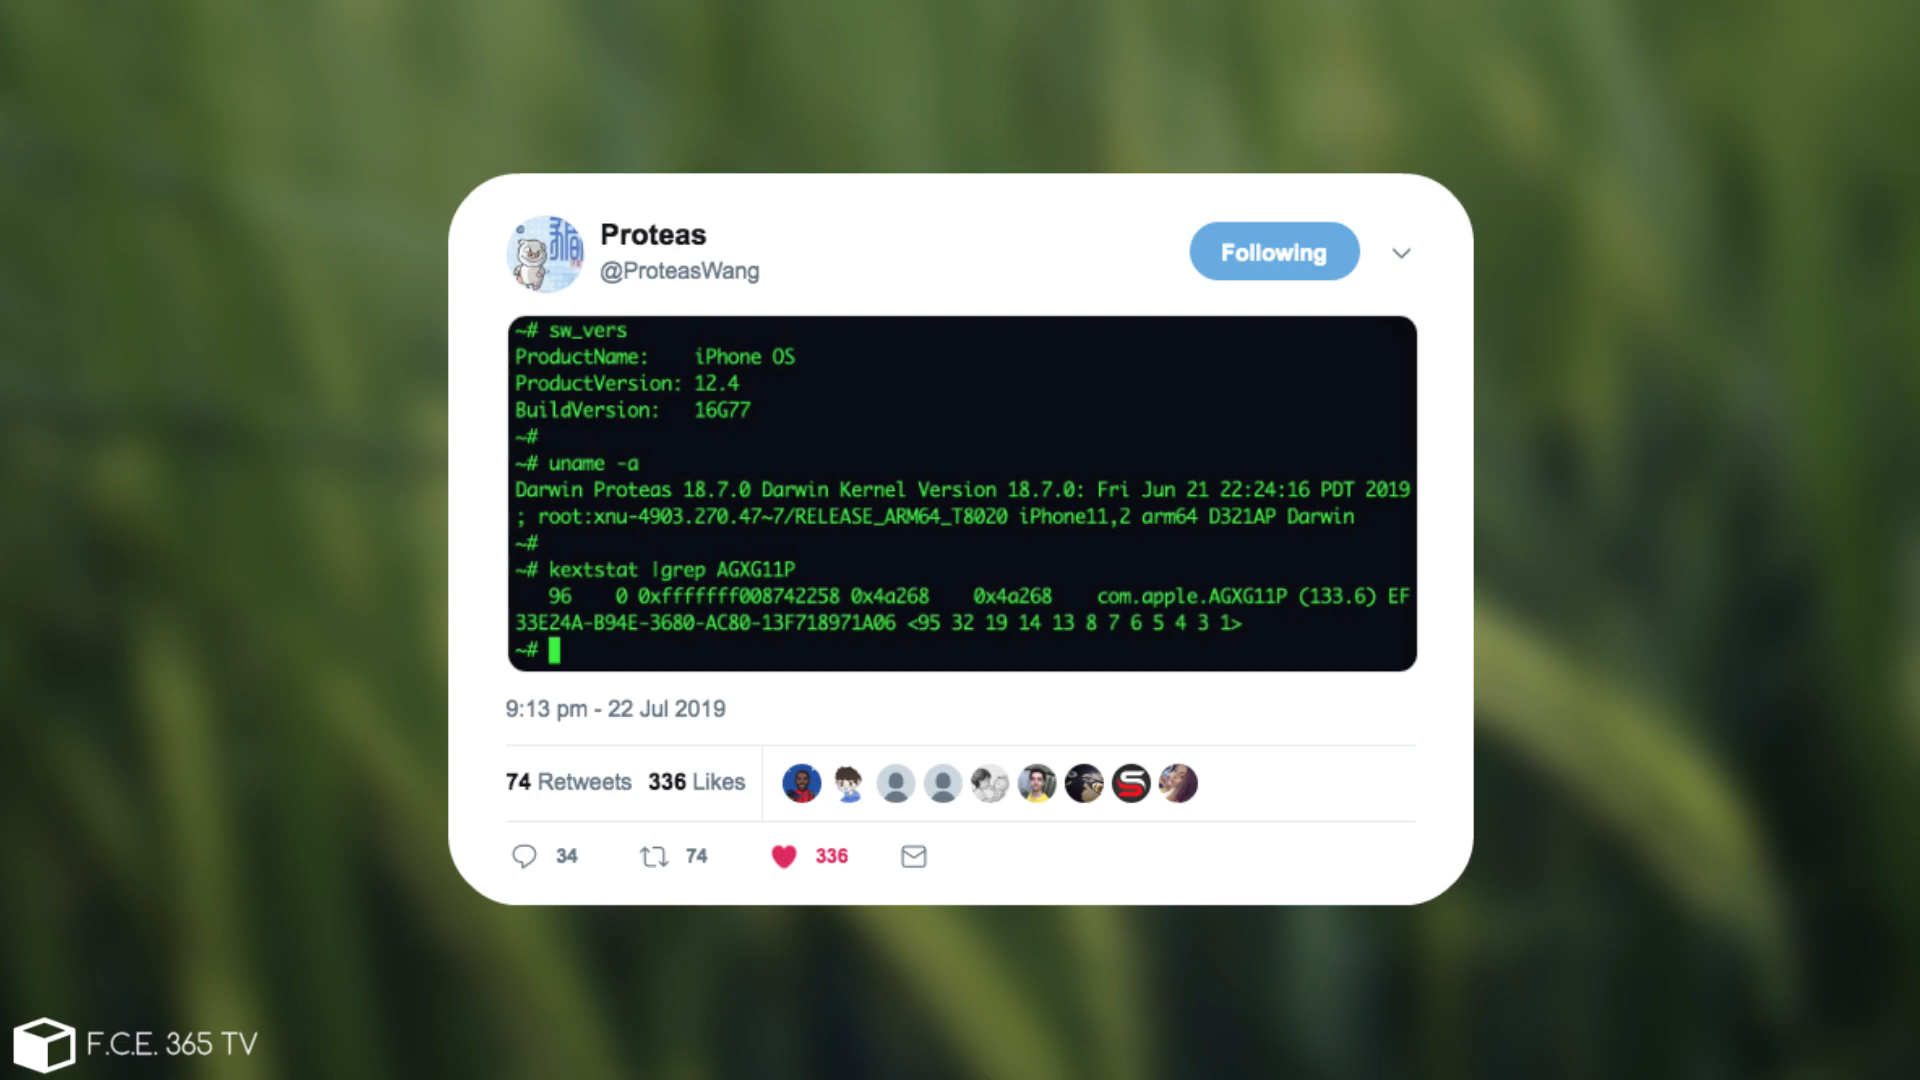 Proteas
@ProteasWang
Following
~# sw_vers
ProductName: iPhone OS
ProductVersion: 12.4
BuildVersion: 16G77
~#
~# uname -a
Darwin Proteas 18.7.0 Darwin Kernel Version 18.7.0: Fri Jun 21 22:24:16 PDT 2019
; root:xnu-4903.270.47~7/RELEASE_ARM64_T8020 iPhone11,2 arm64 D321AP Darwin
~#
~# kextstat |grep AGXG11P
96 0 0xfffffff008742258 0x4a268 0x4a268 com.apple.AGXG11P (133.6) EF
33E24A-B94E-3680-AC80-13F718971A06 <95 32 19 14 13 8 7 6 5 4 3 1>
~#
9:13 pm - 22 Jul 2019
74 Retweets 336 Likes
34 74 336
F.C.E. 365 TV